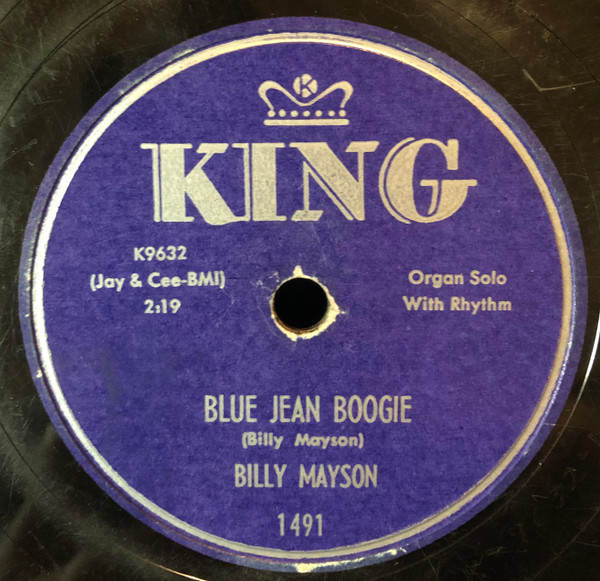 K
KING
K9632
(Jay & Cee-BMI)
2:19
Organ Solo
With Rhythm
BLUE JEAN BOOGIE
(Billy Mayson)
BILLY MAYSON
1491